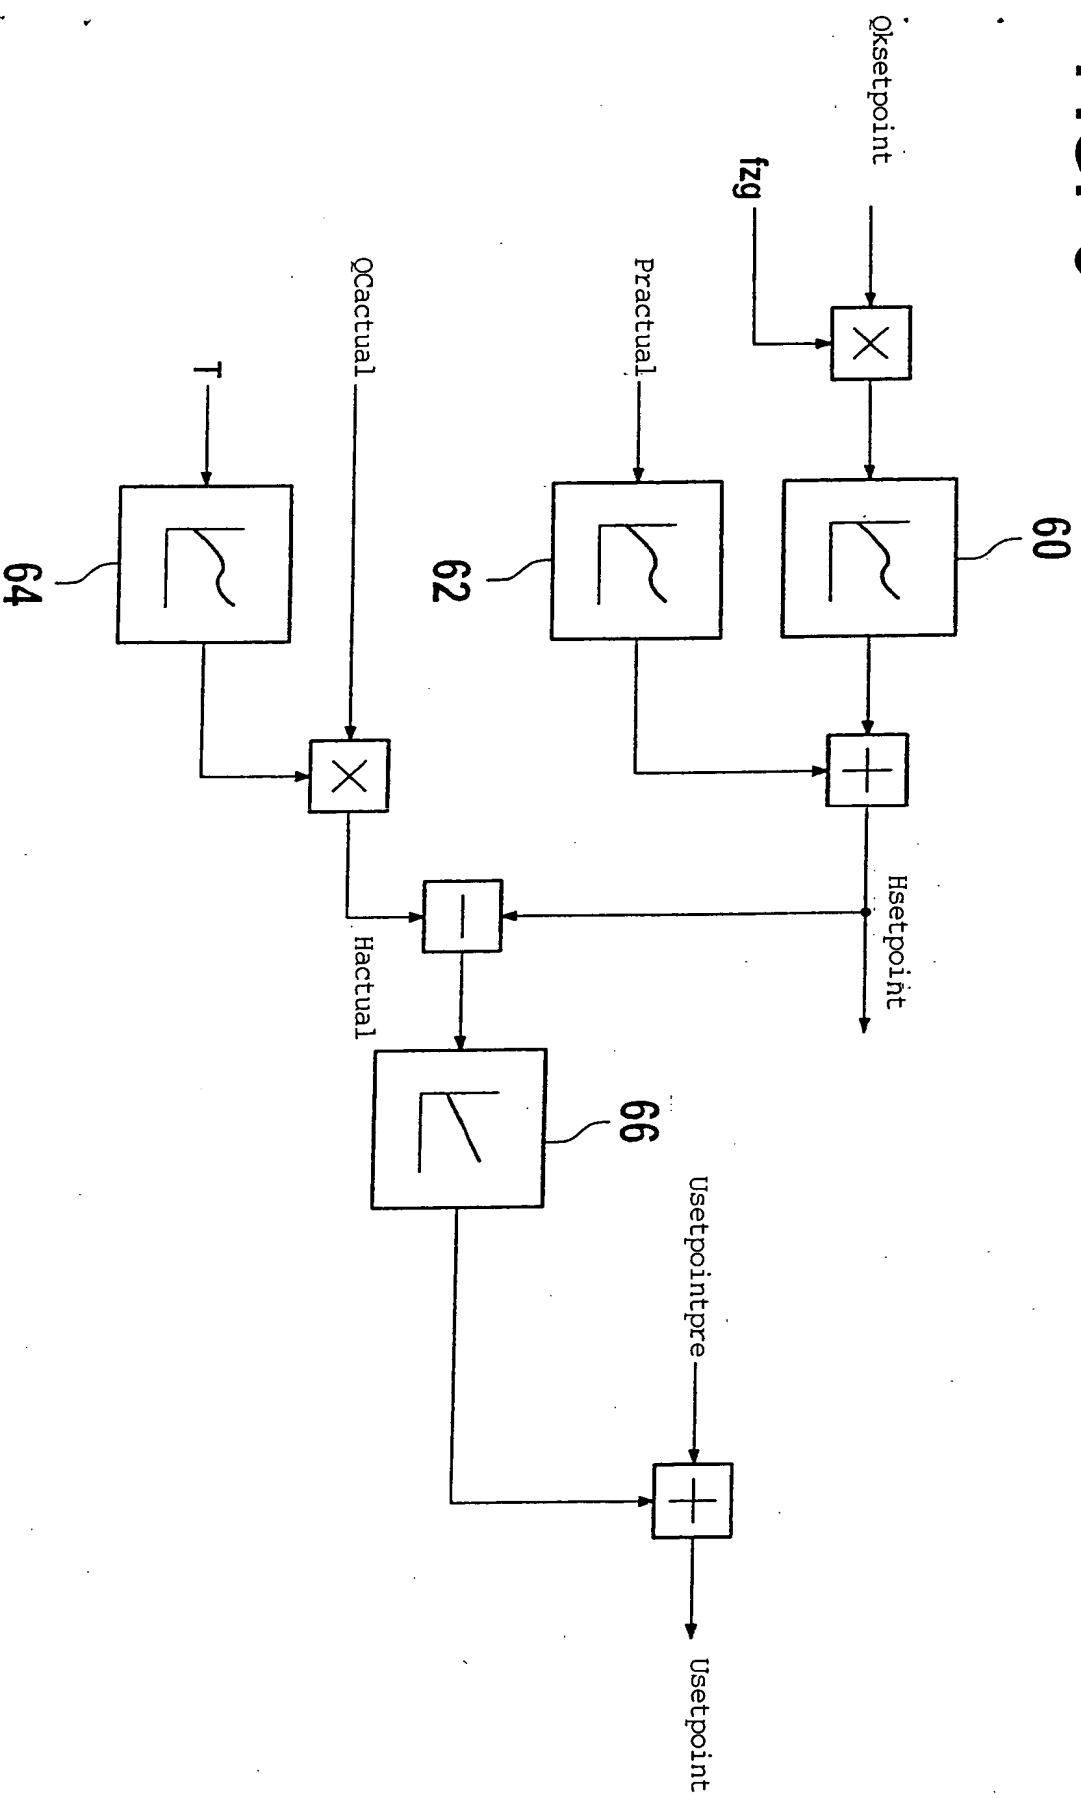 Qksetpoint
fzg
60
Practual
62
Hsetpoint
QCactual
T
64
Hactual
66
Usetpointpre
Usetpoint